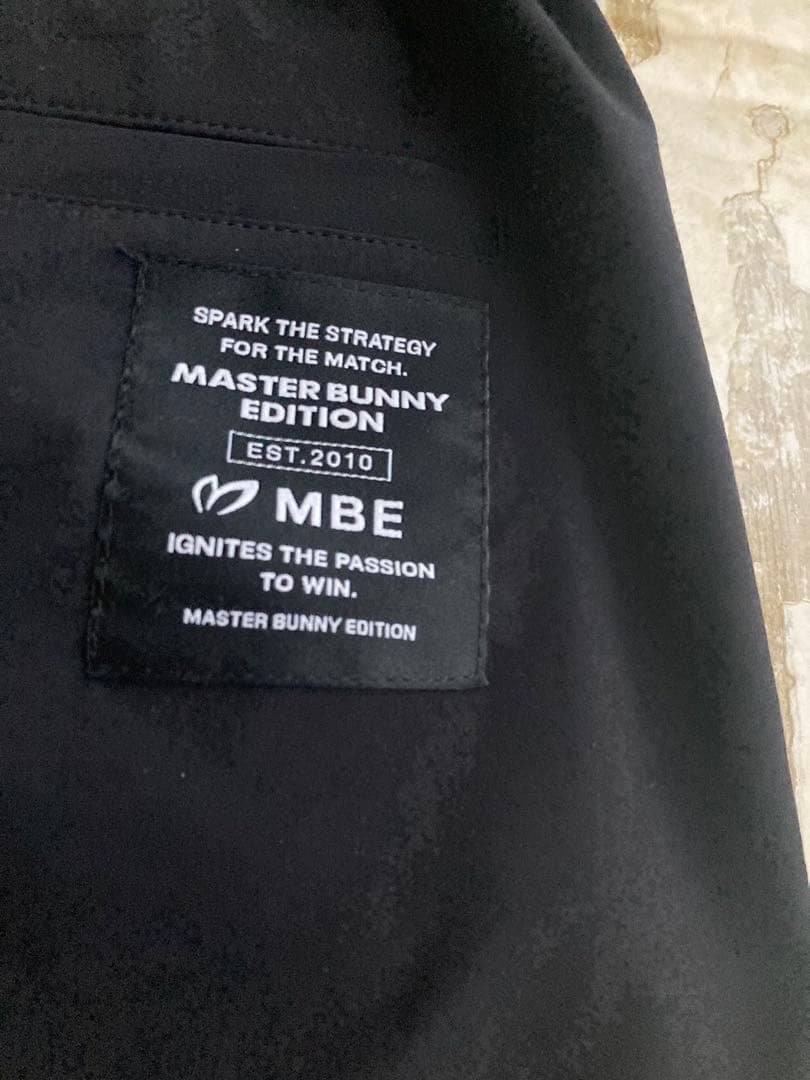 SPARK THE STRATEGY
FOR THE MATCH.
MASTER BUNNY
EDITION
EST.2010
MBE
IGNITES THE PASSION
TO WIN.
MASTER BUNNY EDITION